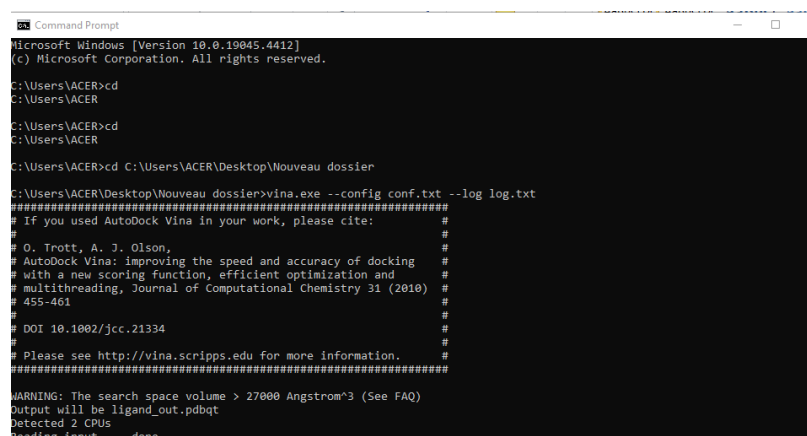 Command Prompt
Microsoft Windows [Version 10.0.19045.4412]
(c) Microsoft Corporation. All rights reserved.
C:\Users\ACER>cd
C:\Users\ACER
C:\Users\ACER>cd
C:\Users\ACER
C:\Users\ACER>cd C:\Users\ACER\Desktop\Nouveau dossier
C:\Users\ACER\Desktop\Nouveau dossier>vina.exe --config conf.txt --log log.txt
#################################################################
# If you used AutoDock Vina in your work, please cite:          #
#                                                               #
# O. Trott, A. J. Olson,                                        #
# AutoDock Vina: improving the speed and accuracy of docking    #
# with a new scoring function, efficient optimization and       #
# multithreading, Journal of Computational Chemistry 31 (2010)  #
# 455-461                                                       #
#                                                               #
# DOI 10.1002/jcc.21334                                         #
#                                                               #
# Please see http://vina.scripps.edu for more information.      #
#################################################################
WARNING: The search space volume > 27000 Angstrom^3 (See FAQ)
Output will be ligand_out.pdbqt
Detected 2 CPUs
Reading input ... done.